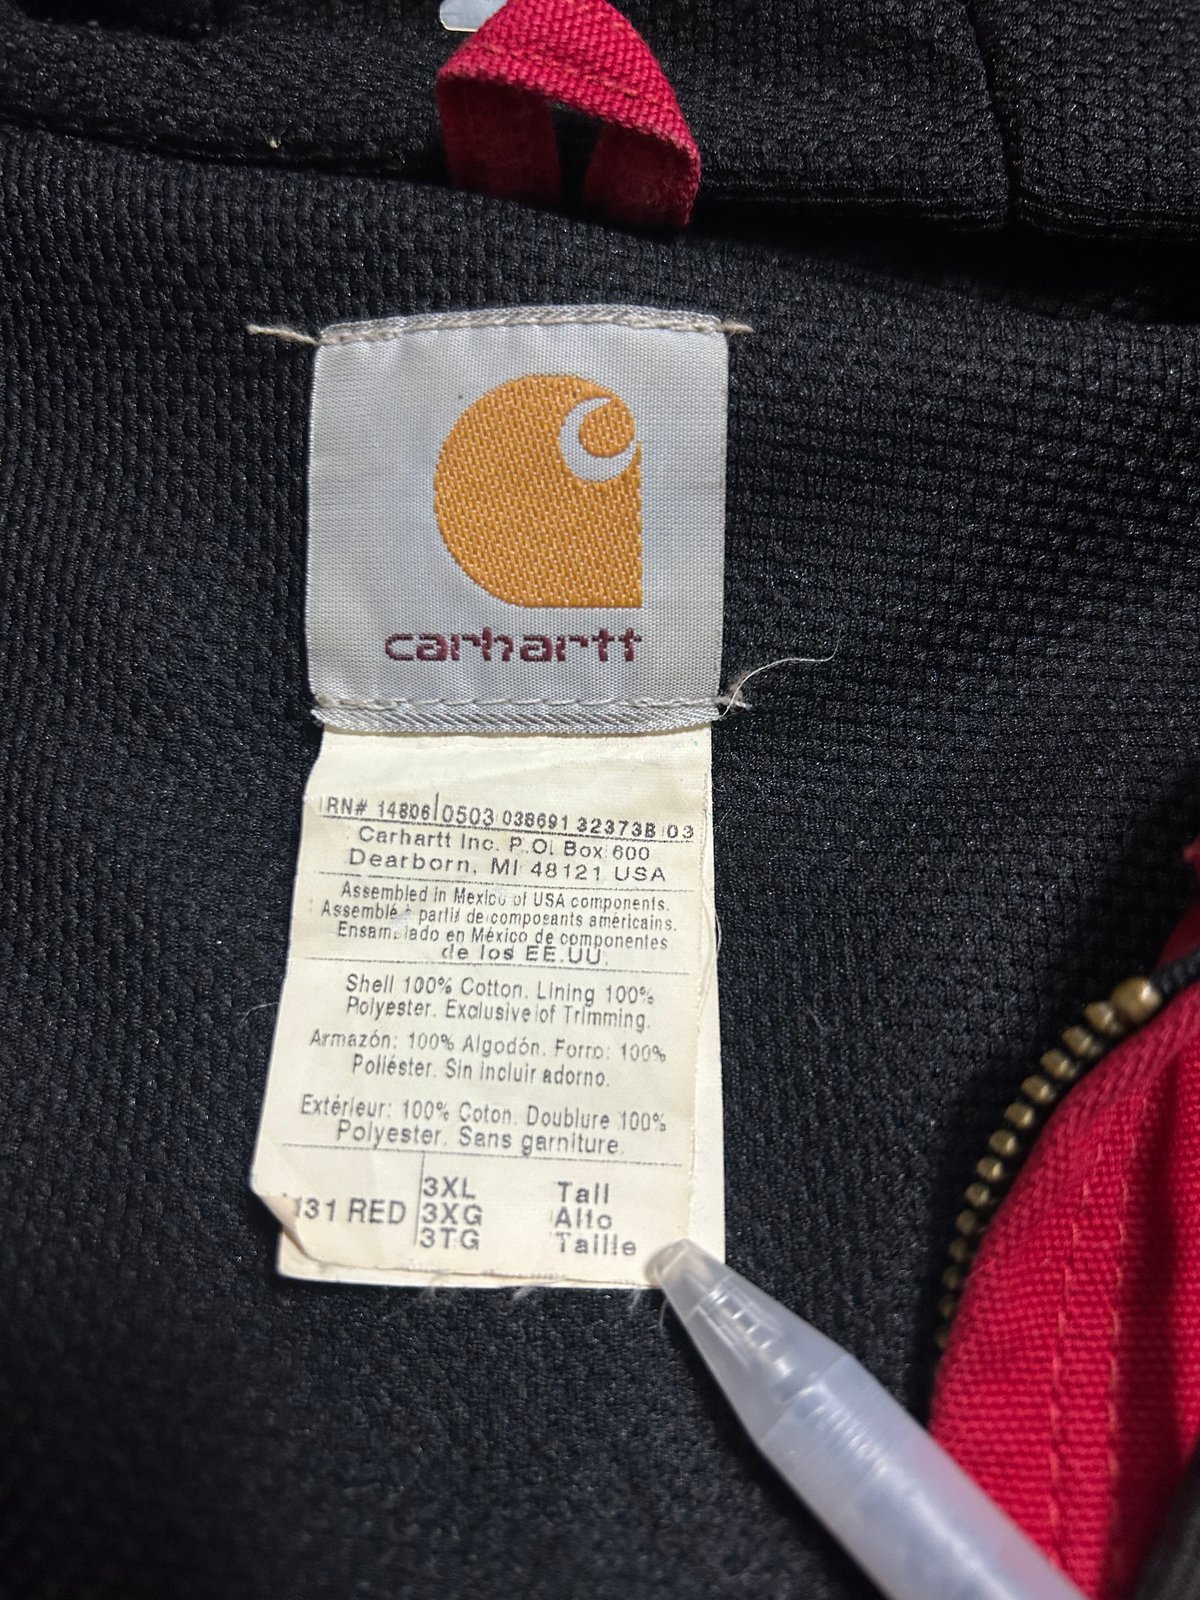 carhartt
RN# 14806 0503 038691 32373B 03
Carhartt Inc. P.O. Box 600
Dearborn, MI 48121 USA
Assembled in Mexico of USA components.
Assemblé à partir de composants américains.
Ensamblado en México de componentes
de los EE.UU.
Shell 100% Cotton. Lining 100%
Polyester. Exclusive of Trimming.
Armazón: 100% Algodón. Forro: 100%
Poliéster. Sin incluir adorno.
Extérieur: 100% Coton. Doublure 100%
Polyester. Sans garniture.
131 RED
3XL Tall
3XG Alto
3TG Taille